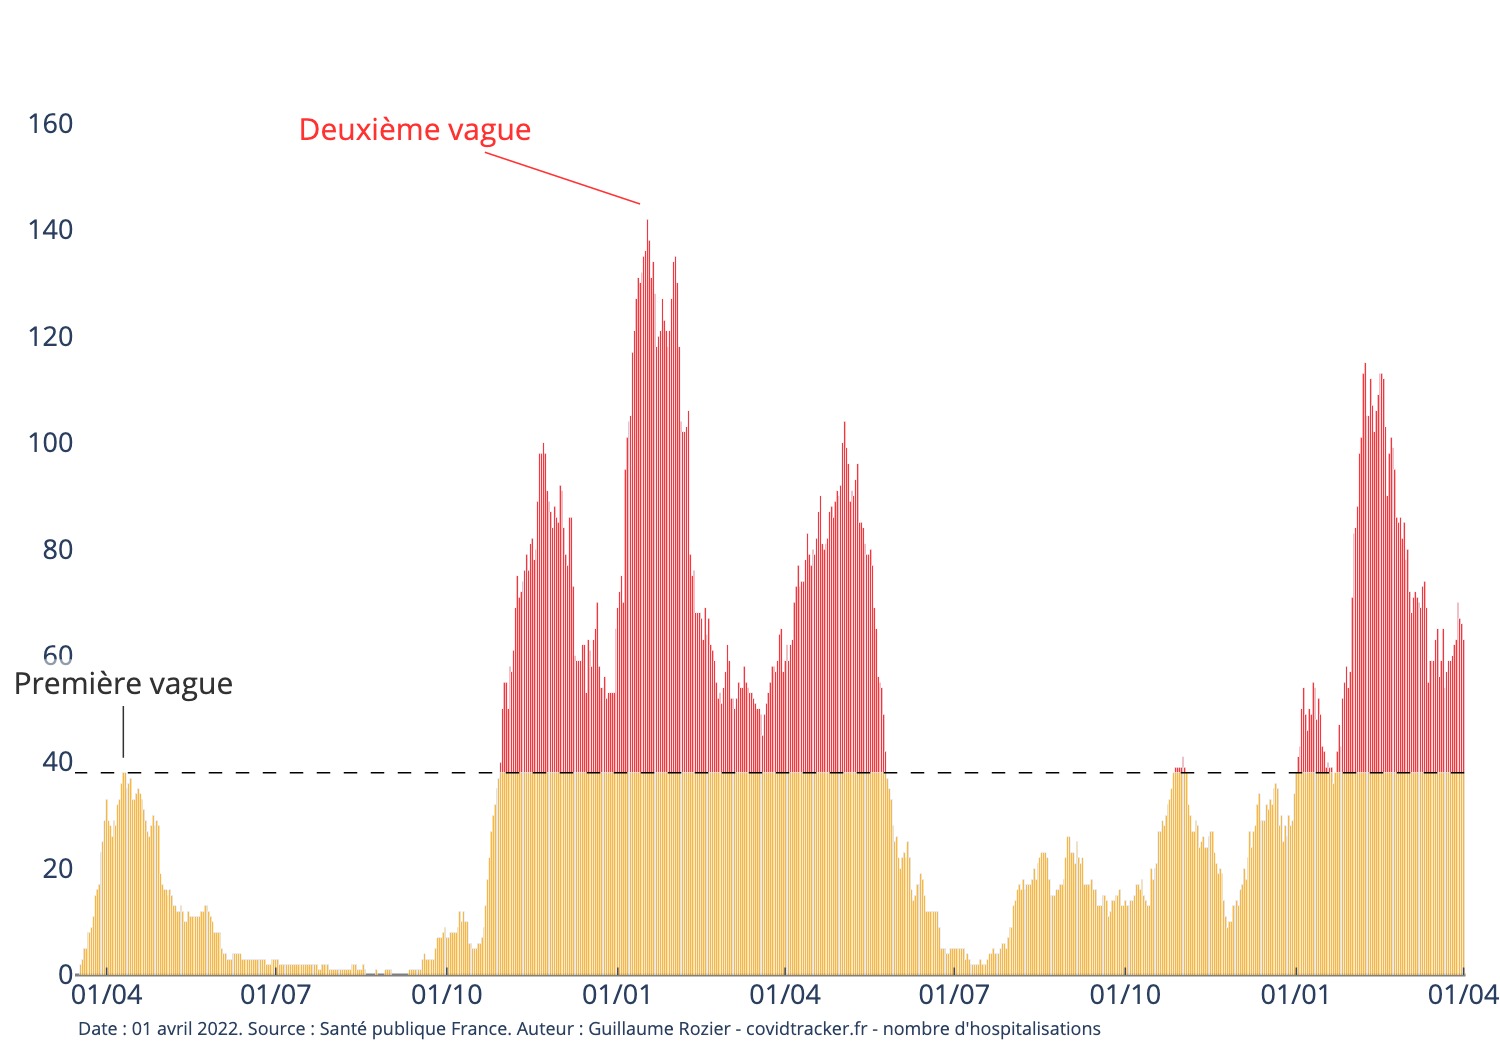 160
Deuxième vague
140
120
100
80
60
Première vague
40
20
0
01/04 01/07 01/10 01/01 01/04 01/07 01/10 01/01 01/04
Date : 01 avril 2022. Source : Santé publique France. Auteur : Guillaume Rozier - covidtracker.fr - nombre d'hospitalisations